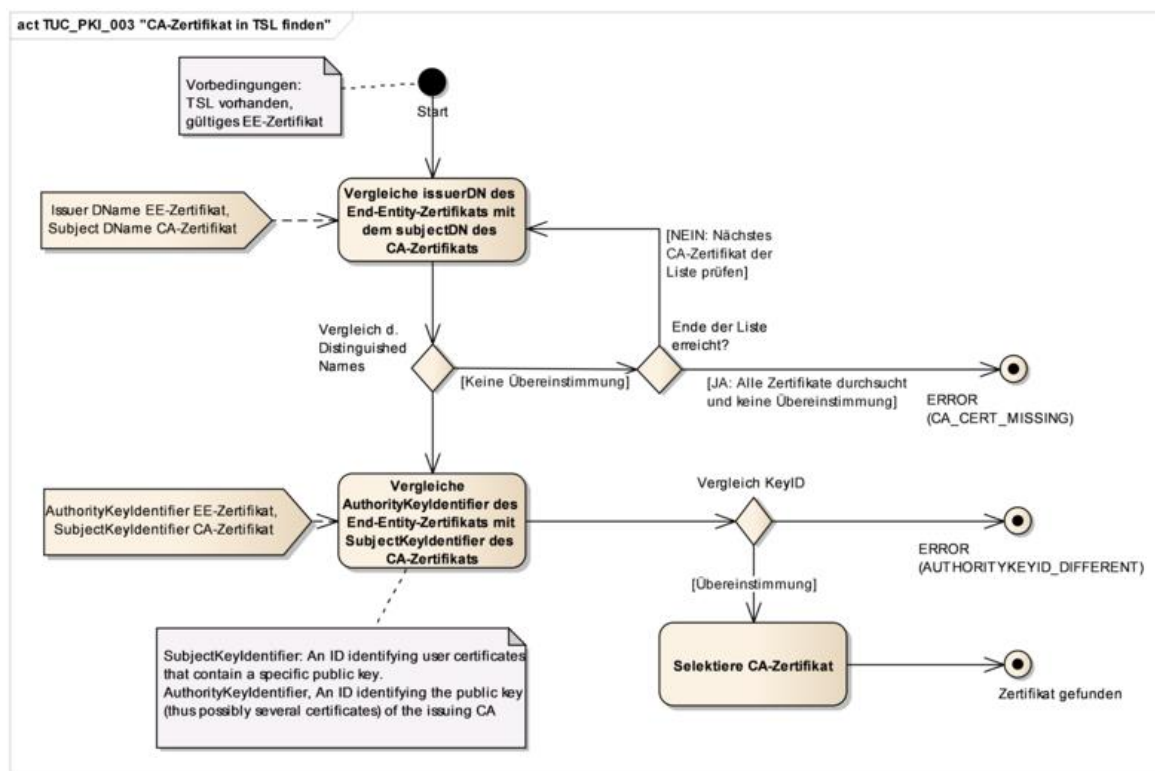 act TUC_PKI_003 "CA-Zertifikat in TSL finden"
Vorbedingungen:
TSL vorhanden,
gültiges EE-Zertifikat
Start
Issuer DName EE-Zertifikat,
Subject DName CA-Zertifikat
Vergleiche issuerDN des
End-Entity-Zertifikats mit
dem subjectDN des
CA-Zertifikats
[NEIN: Nächstes
CA-Zertifikat der
Liste prüfen]
Vergleich d.
Distinguished
Names
[Keine Übereinstimmung]
Ende der Liste
erreicht?
[JA: Alle Zertifikate durchsucht
und keine Übereinstimmung]
ERROR
(CA_CERT_MISSING)
AuthorityKeyIdentifier EE-Zertifikat,
SubjectKeyIdentifier CA-Zertifikat
Vergleiche
AuthorityKeyIdentifier des
End-Entity-Zertifikats mit
SubjectKeyIdentifier des
CA-Zertifikats
Vergleich KeyID
ERROR
(AUTHORITYKEYID_DIFFERENT)
[Übereinstimmung]
Selektiere CA-Zertifikat
Zertifikat gefunden
SubjectKeyIdentifier: An ID identifying user certificates
that contain a specific public key.
AuthorityKeyIdentifier, An ID identifying the public key
(thus possibly several certificates) of the issuing CA